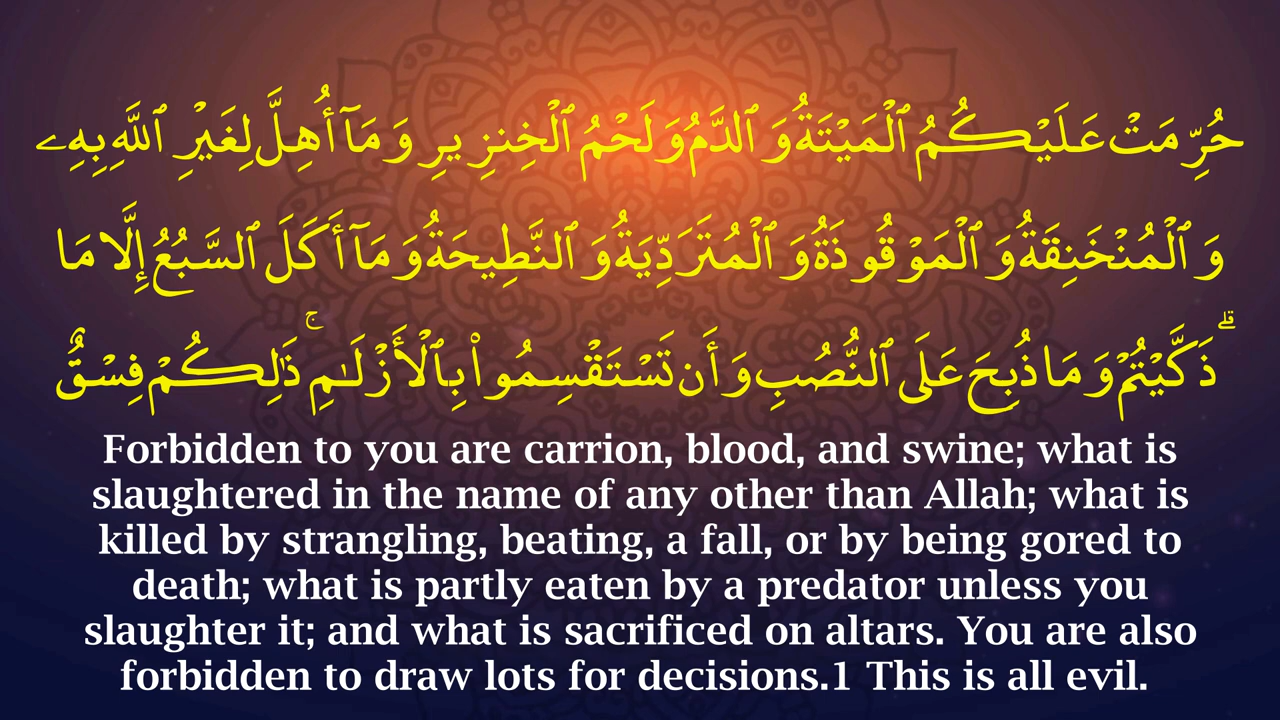 حُرِّمَتْ عَلَيْكُمُ ٱلْمَيْتَةُ وَٱلدَّمُ وَلَحْمُ ٱلْخِنزِيرِ وَمَآ أُهِلَّ لِغَيْرِ ٱللَّهِ بِهِۦ
وَٱلْمُنْخَنِقَةُ وَٱلْمَوْقُوذَةُ وَٱلْمُتَرَدِّيَةُ وَٱلنَّطِيحَةُ وَمَآ أَكَلَ ٱلسَّبُعُ إِلَّا مَا
ذَكَّيْتُمْ وَمَا ذُبِحَ عَلَى ٱلنُّصُبِ وَأَن تَسْتَقْسِمُوا۟ بِٱلْأَزْلَـٰمِ ۚ ذَٰلِكُمْ فِسْقٌ ۗ
Forbidden to you are carrion, blood, and swine; what is
slaughtered in the name of any other than Allah; what is
killed by strangling, beating, a fall, or by being gored to
death; what is partly eaten by a predator unless you
slaughter it; and what is sacrificed on altars. You are also
forbidden to draw lots for decisions.1 This is all evil.